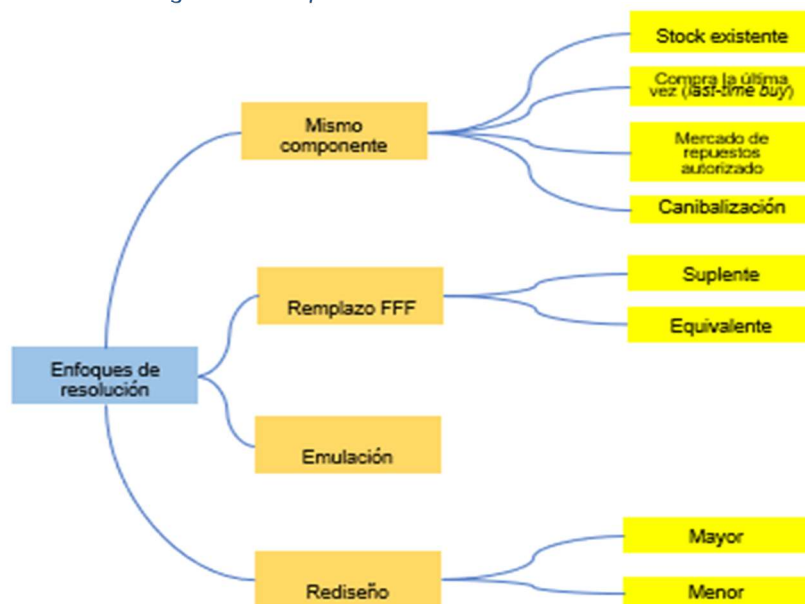 Stock existente
Compra la última
vez (last-time buy)
Mismo
componente
Mercado de
repuestos
autorizado
Canibalización
Remplazo FFF
Suplente
Equivalente
Enfoques de
resolución
Emulación
Mayor
Rediseño
Menor